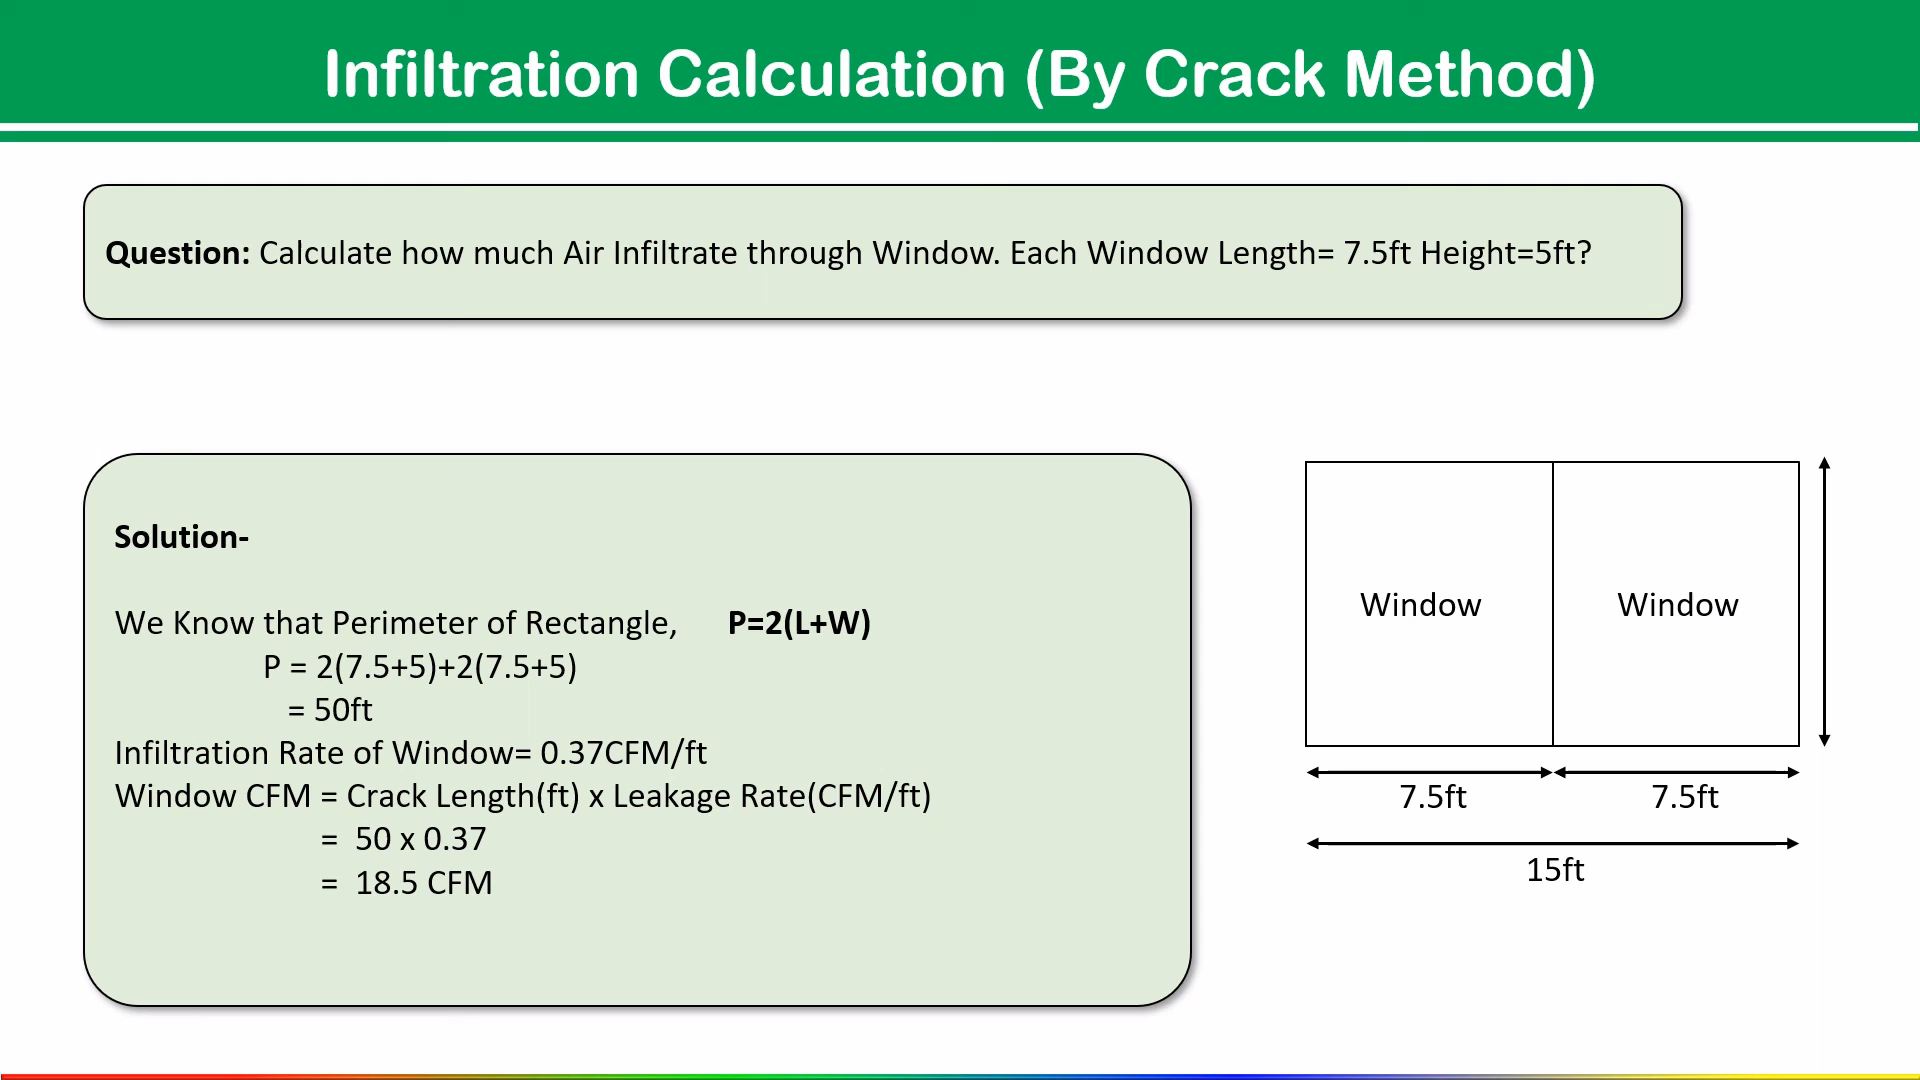 Infiltration Calculation (By Crack Method)
Question: Calculate how much Air Infiltrate through Window. Each Window Length= 7.5ft Height=5ft?
Solution-
We Know that Perimeter of Rectangle, P=2(L+W)
P = 2(7.5+5)+2(7.5+5)
= 50ft
Infiltration Rate of Window= 0.37CFM/ft
Window CFM = Crack Length(ft) x Leakage Rate(CFM/ft)
= 50 x 0.37
= 18.5 CFM
Window Window
7.5ft 7.5ft
15ft